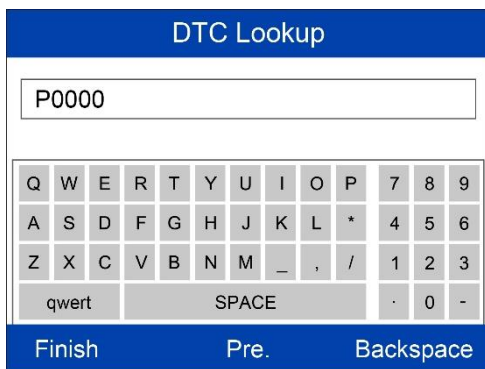 DTC Lookup
P0000
Q W E R T Y U I O P 7 8 9
A S D F G H J K L * 4 5 6
Z X C V B N M _ , / 1 2 3
qwert SPACE . 0 -
Finish Pre. Backspace